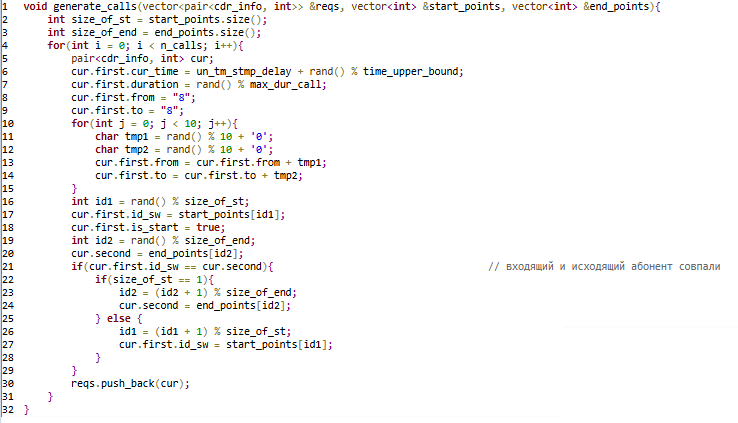 1 void generate_calls(vector<pair<cdr_info, int>> &reqs, vector<int> &start_points, vector<int> &end_points){
2     int size_of_st = start_points.size();
3     int size_of_end = end_points.size();
4     for(int i = 0; i < n_calls; i++){
5         pair<cdr_info, int> cur;
6         cur.first.cur_time = un_tm_stmp_delay + rand() % time_upper_bound;
7         cur.first.duration = rand() % max_dur_call;
8         cur.first.from = "8";
9         cur.first.to = "8";
10         for(int j = 0; j < 10; j++){
11             char tmp1 = rand() % 10 + '0';
12             char tmp2 = rand() % 10 + '0';
13             cur.first.from = cur.first.from + tmp1;
14             cur.first.to = cur.first.to + tmp2;
15         }
16         int id1 = rand() % size_of_st;
17         cur.first.id_sw = start_points[id1];
18         cur.first.is_start = true;
19         int id2 = rand() % size_of_end;
20         cur.second = end_points[id2];
21         if(cur.first.id_sw == cur.second){ // входящий и исходящий абонент совпали
22             if(size_of_st == 1){
23                 id2 = (id2 + 1) % size_of_end;
24                 cur.second = end_points[id2];
25             } else {
26                 id1 = (id1 + 1) % size_of_st;
27                 cur.first.id_sw = start_points[id1];
28             }
29         }
30         reqs.push_back(cur);
31     }
32 }